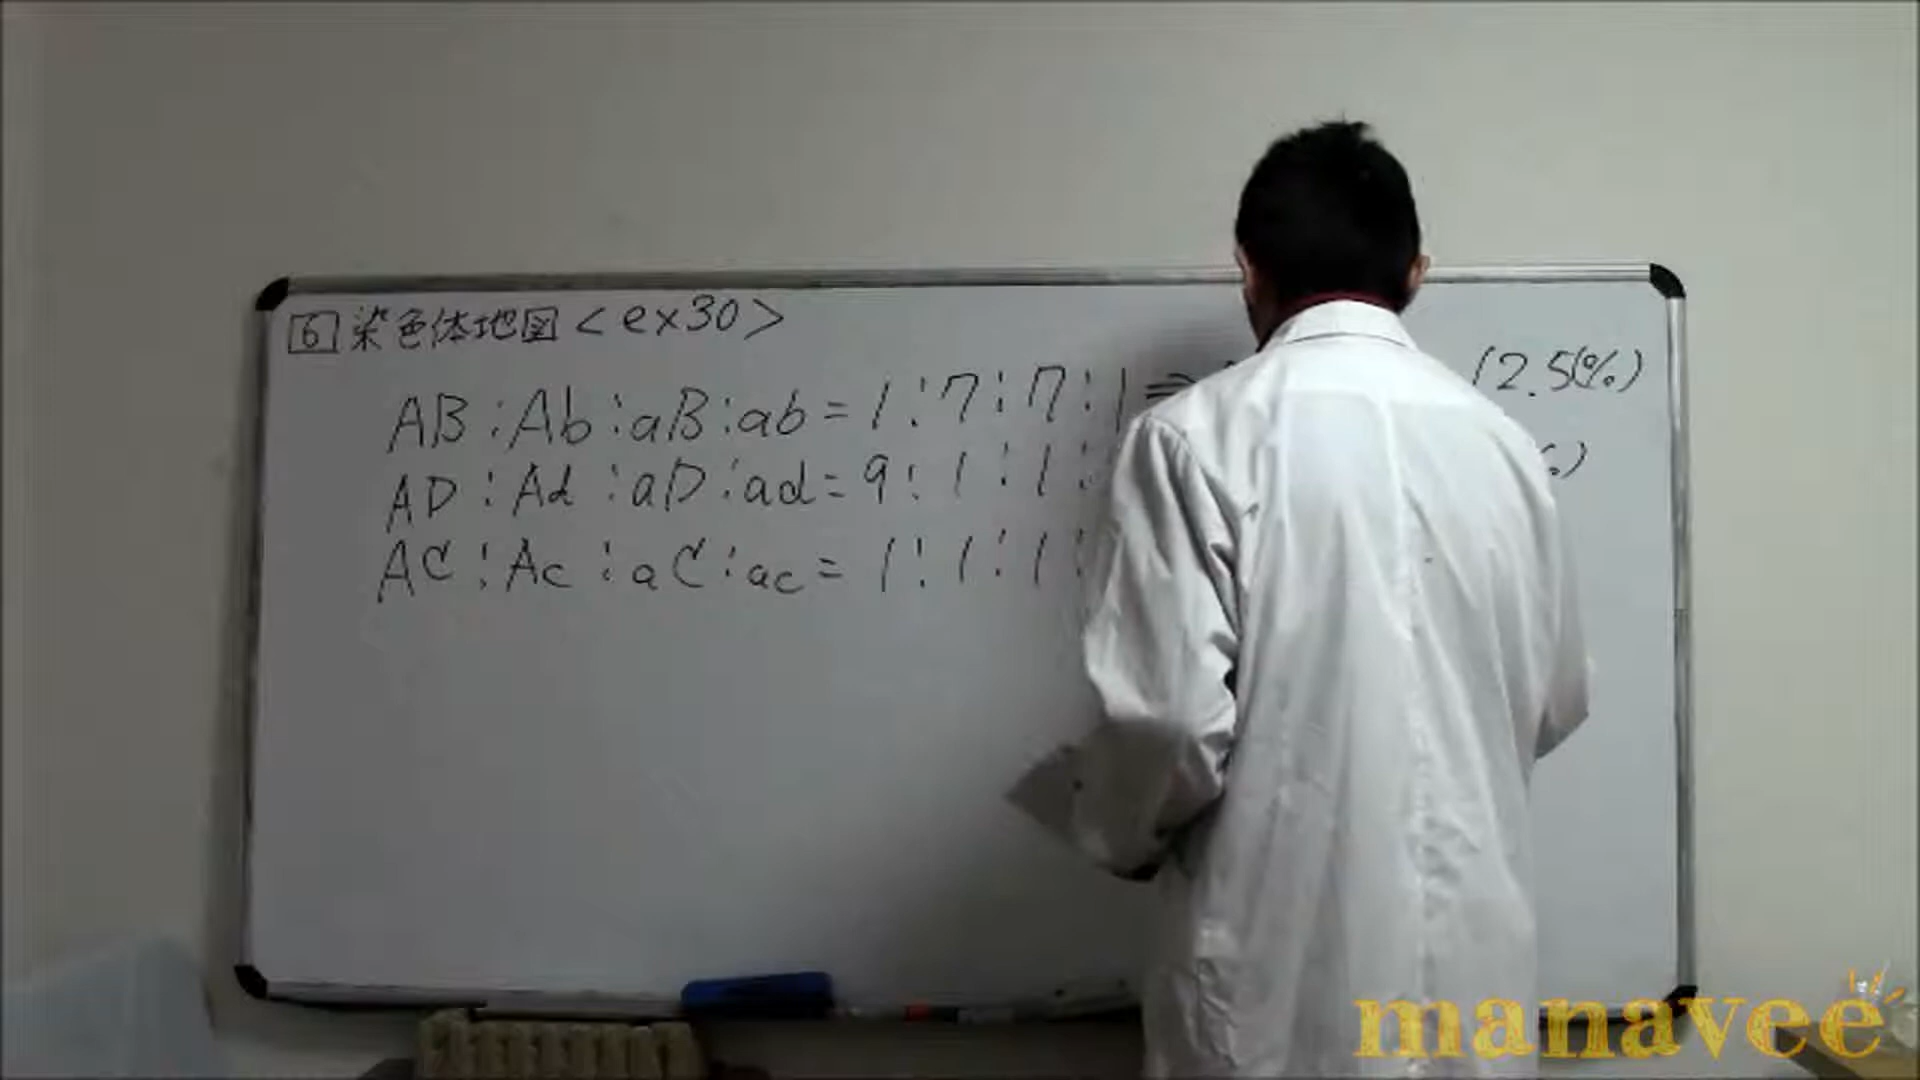 6 染色体地図 <ex30>
AB:Ab:aB:ab=1:7:7:1⇒ 12.5(%)
AD:Ad:aD:ad=9:1:1: %)
AC:Ac:aC:ac=1:1:1:
manavee